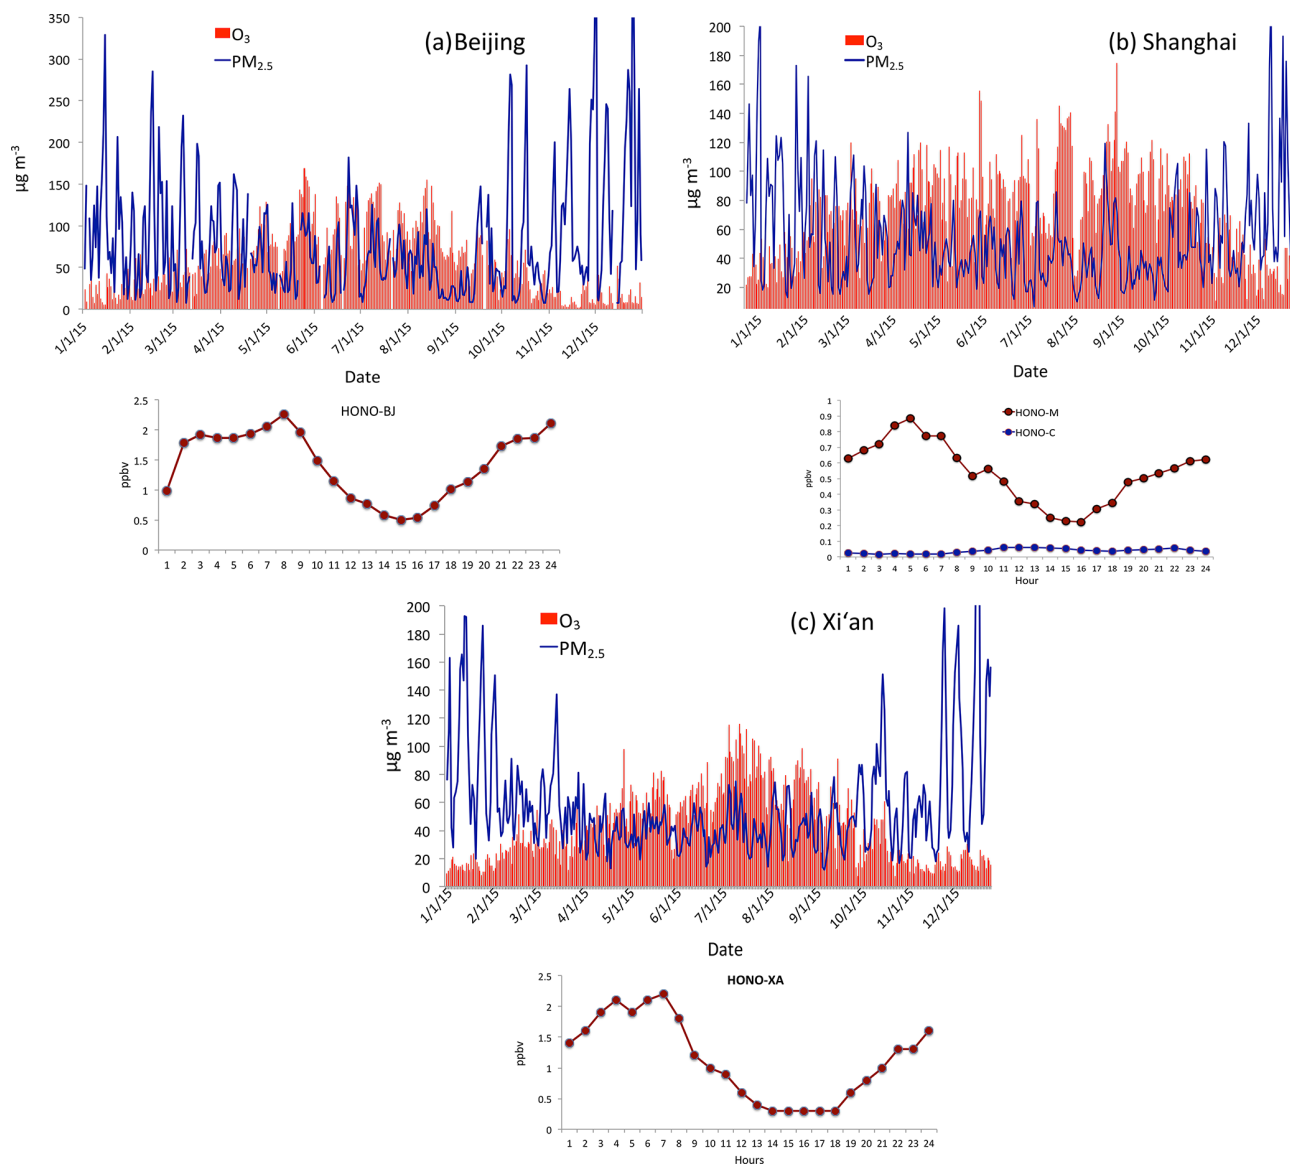 (a) Beijing
O3
PM2.5
350
300
250
200
150
100
50
0
µg m-3
1/1/15 2/1/15 3/1/15 4/1/15 5/1/15 6/1/15 7/1/15 8/1/15 9/1/15 10/1/15 11/1/15 12/1/15
Date
(b) Shanghai
O3
PM2.5
200
180
160
140
120
100
80
60
40
20
µg m-3
1/1/15 2/1/15 3/1/15 4/1/15 5/1/15 6/1/15 7/1/15 8/1/15 9/1/15 10/1/15 11/1/15 12/1/15
Date
HONO-BJ
2.5
2
1.5
1
0.5
0
ppbv
1 2 3 4 5 6 7 8 9 10 11 12 13 14 15 16 17 18 19 20 21 22 23 24
HONO-M
HONO-C
1
0.9
0.8
0.7
0.6
0.5
0.4
0.3
0.2
0.1
0
ppbv
1 2 3 4 5 6 7 8 9 10 11 12 13 14 15 16 17 18 19 20 21 22 23 24
Hour
(c) Xi‘an
O3
PM2.5
200
180
160
140
120
100
80
60
40
20
0
µg m-3
1/1/15 2/1/15 3/1/15 4/1/15 5/1/15 6/1/15 7/1/15 8/1/15 9/1/15 10/1/15 11/1/15 12/1/15
Date
HONO-XA
2.5
2
1.5
1
0.5
0
ppbv
1 2 3 4 5 6 7 8 9 10 11 12 13 14 15 16 17 18 19 20 21 22 23 24
Hours